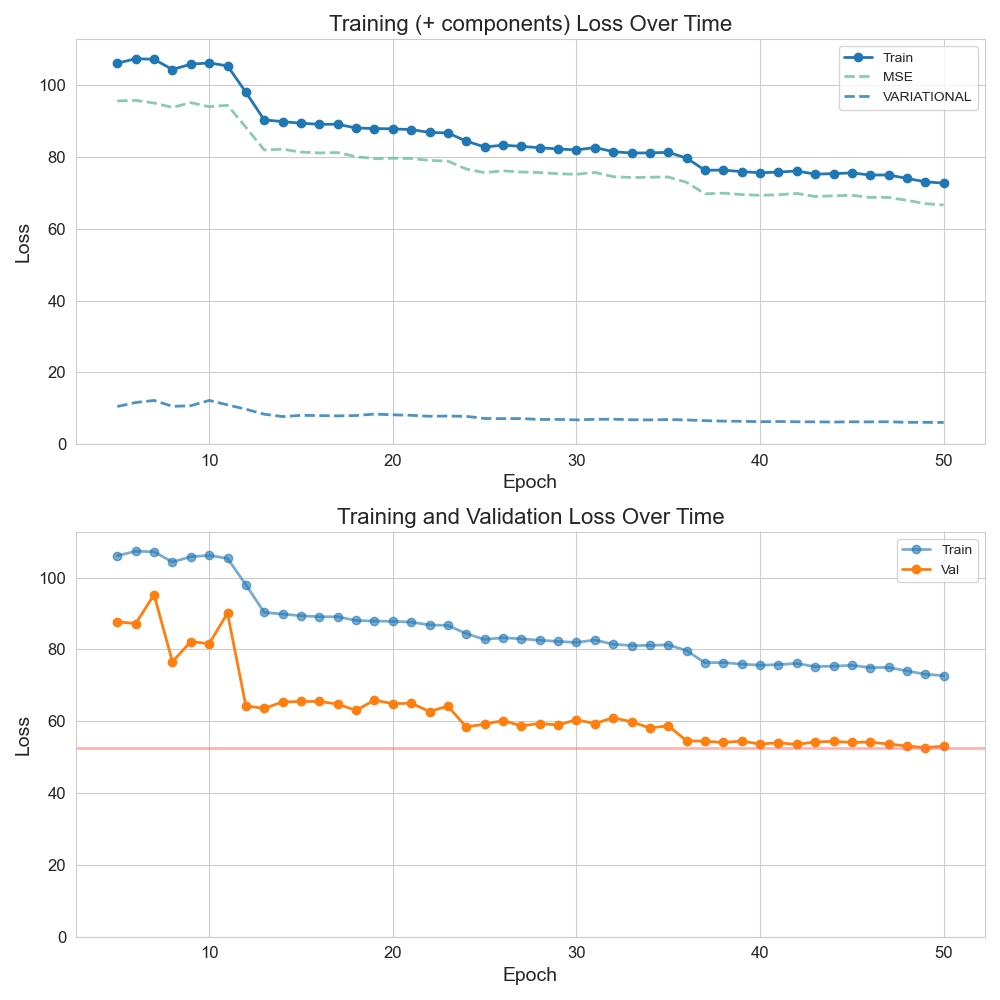 Training (+ components) Loss Over Time
Train
MSE
VARIATIONAL
Loss
100
80
60
40
20
0
10
20
30
40
50
Epoch
Training and Validation Loss Over Time
Train
Val
Loss
100
80
60
40
20
0
10
20
30
40
50
Epoch